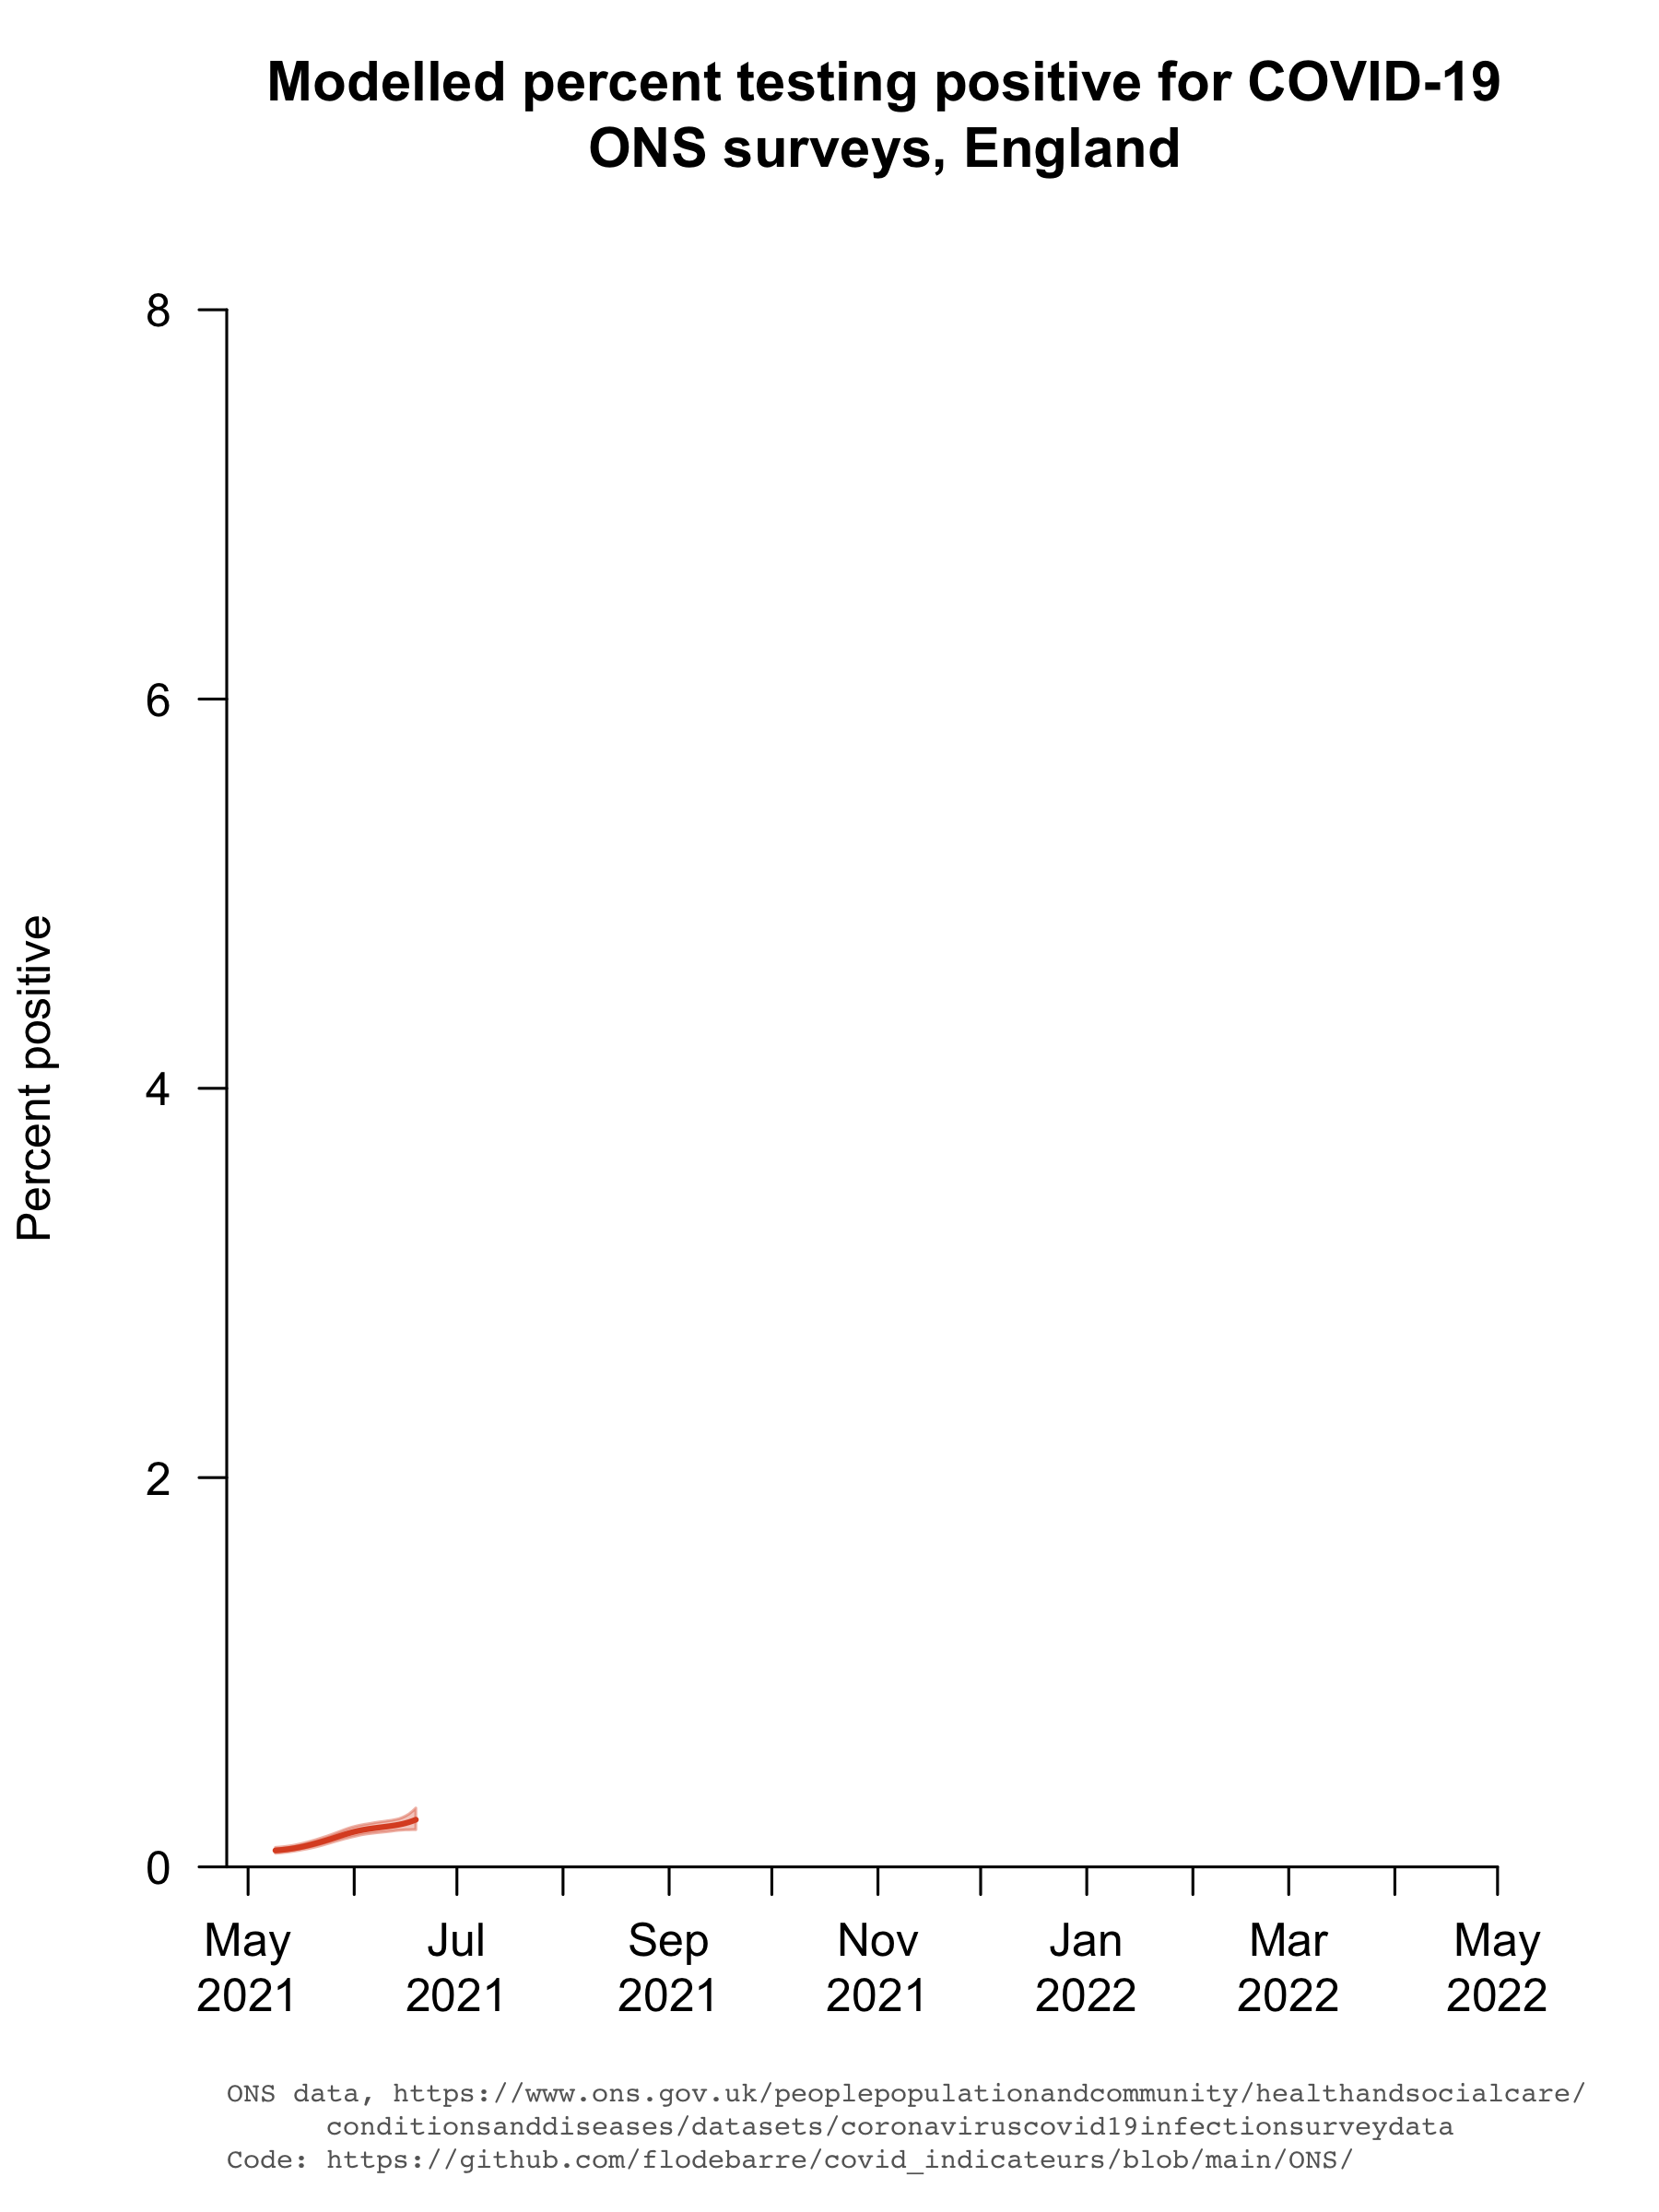 Modelled percent testing positive for COVID-19
ONS surveys, England
8
6
4
2
0
Percent positive
May Jul Sep Nov Jan Mar May
2021 2021 2021 2021 2022 2022 2022
ONS data, https://www.ons.gov.uk/peoplepopulationandcommunity/healthandsocialcare/
conditionsanddiseases/datasets/coronaviruscovid19infectionsurveydata
Code: https://github.com/flodebarre/covid_indicateurs/blob/main/ONS/